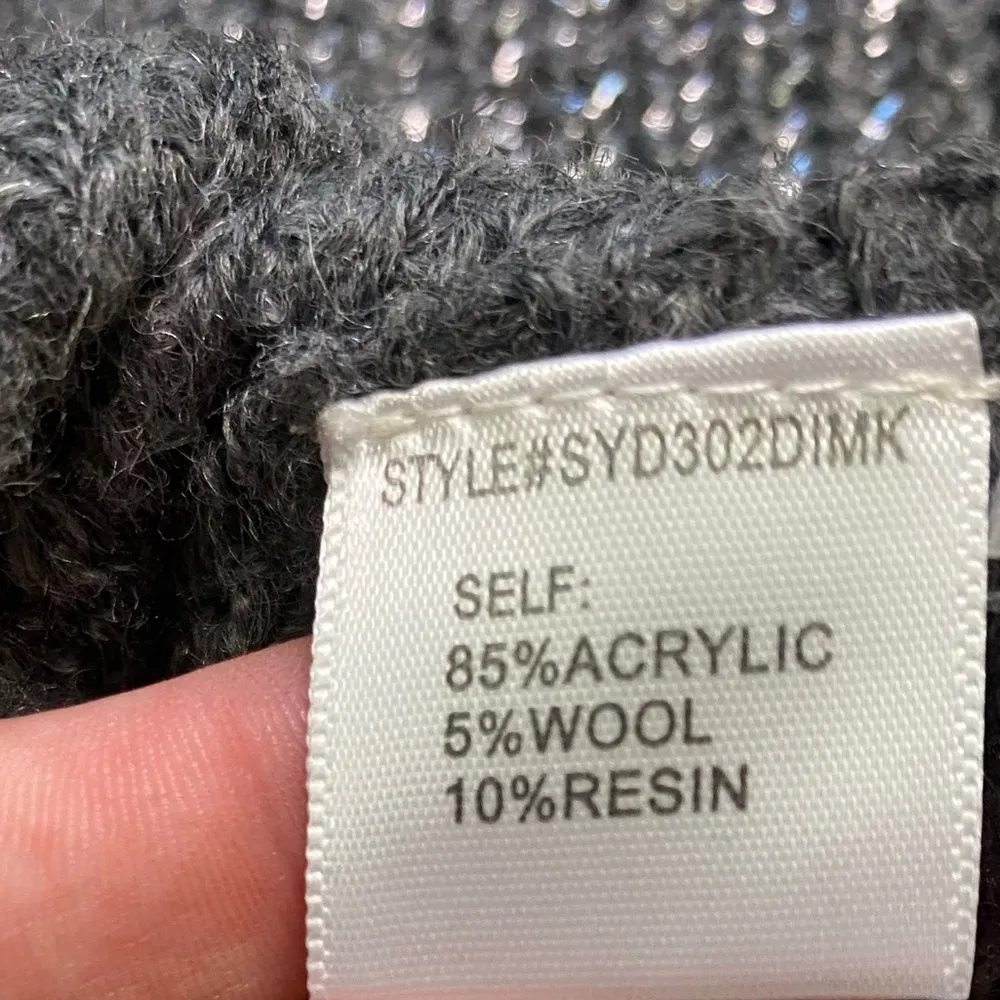 STYLE#SYD302DIMK
SELF:
85%ACRYLIC
5%WOOL
10%RESIN